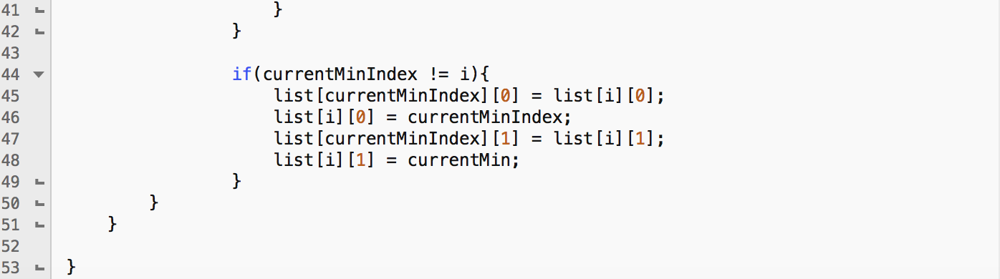 41 }
42 }
43
44 if(currentMinIndex != i){
45 list[currentMinIndex][0] = list[i][0];
46 list[i][0] = currentMinIndex;
47 list[currentMinIndex][1] = list[i][1];
48 list[i][1] = currentMin;
49 }
50 }
51 }
52
53 }